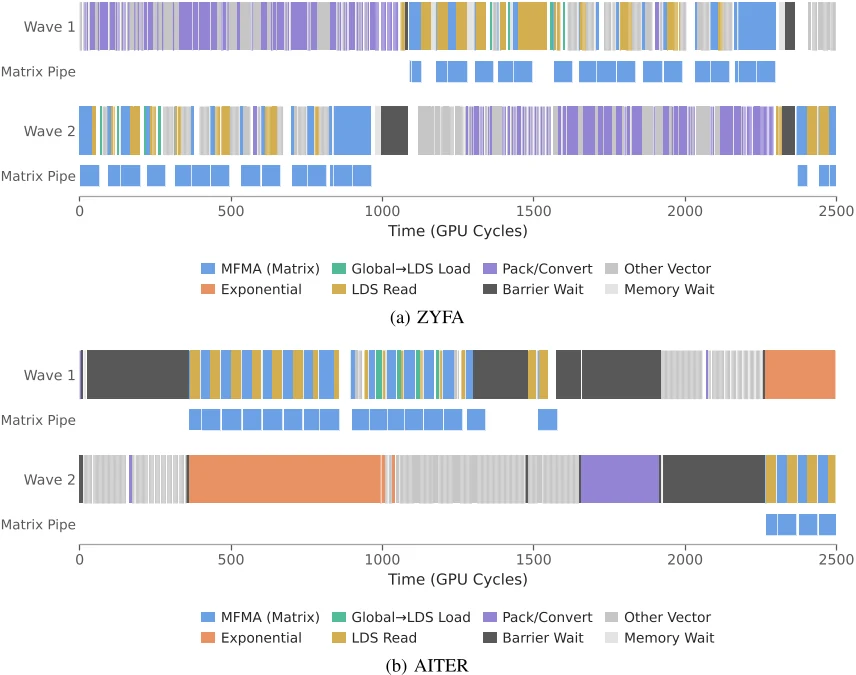 Wave 1
Matrix Pipe
Wave 2
Matrix Pipe
0 500 1000 1500 2000 2500
Time (GPU Cycles)
MFMA (Matrix) Global→LDS Load Pack/Convert Other Vector
Exponential LDS Read Barrier Wait Memory Wait
(a) ZYFA
Wave 1
Matrix Pipe
Wave 2
Matrix Pipe
0 500 1000 1500 2000 2500
Time (GPU Cycles)
MFMA (Matrix) Global→LDS Load Pack/Convert Other Vector
Exponential LDS Read Barrier Wait Memory Wait
(b) AITER